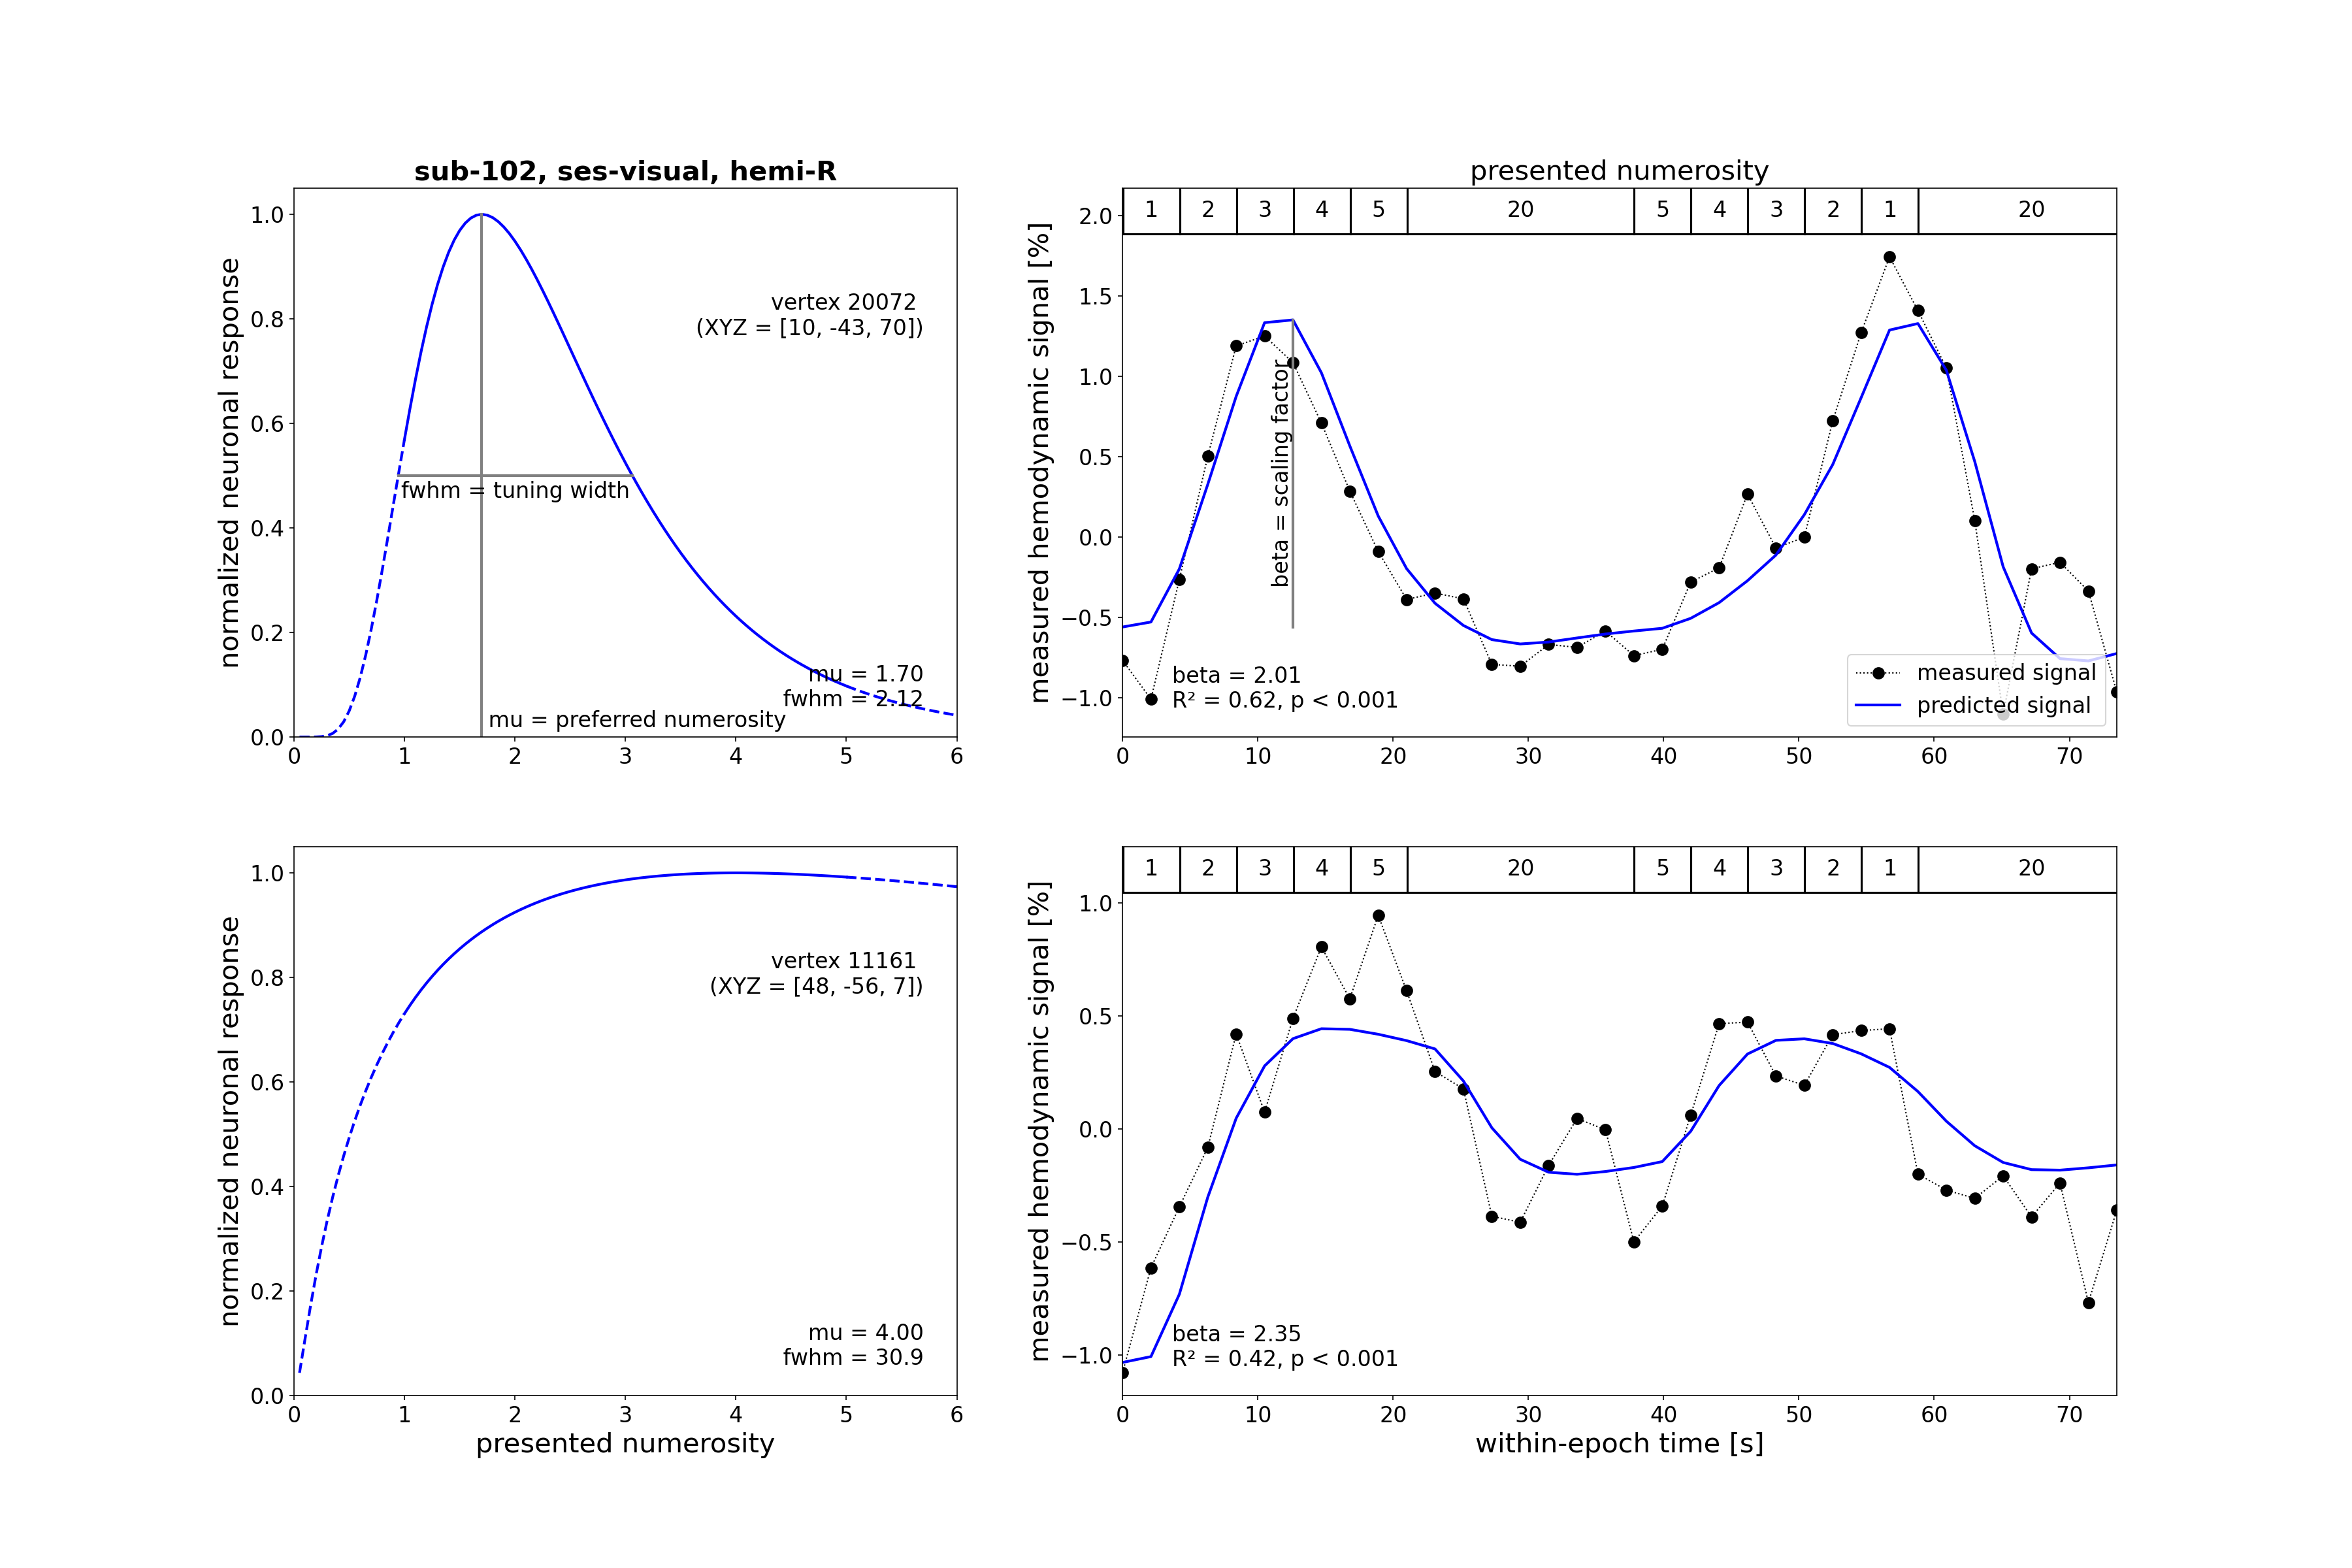 sub-102, ses-visual, hemi-R
normalized neuronal response
1.0
0.8
0.6
0.4
0.2
0.0
vertex 20072
(XYZ = [10, -43, 70])
fwhm = tuning width
mu = 1.70
fwhm = 2.12
mu = preferred numerosity
0 1 2 3 4 5 6
presented numerosity
measured hemodynamic signal [%]
2.0
1.5
1.0
0.5
0.0
−0.5
−1.0
1 2 3 4 5 20 5 4 3 2 1 20
beta = scaling factor
beta = 2.01
R² = 0.62, p < 0.001
measured signal
predicted signal
0 10 20 30 40 50 60 70
normalized neuronal response
1.0
0.8
0.6
0.4
0.2
0.0
vertex 11161
(XYZ = [48, -56, 7])
mu = 4.00
fwhm = 30.9
0 1 2 3 4 5 6
presented numerosity
measured hemodynamic signal [%]
1.0
0.5
0.0
−0.5
−1.0
1 2 3 4 5 20 5 4 3 2 1 20
beta = 2.35
R² = 0.42, p < 0.001
0 10 20 30 40 50 60 70
within-epoch time [s]